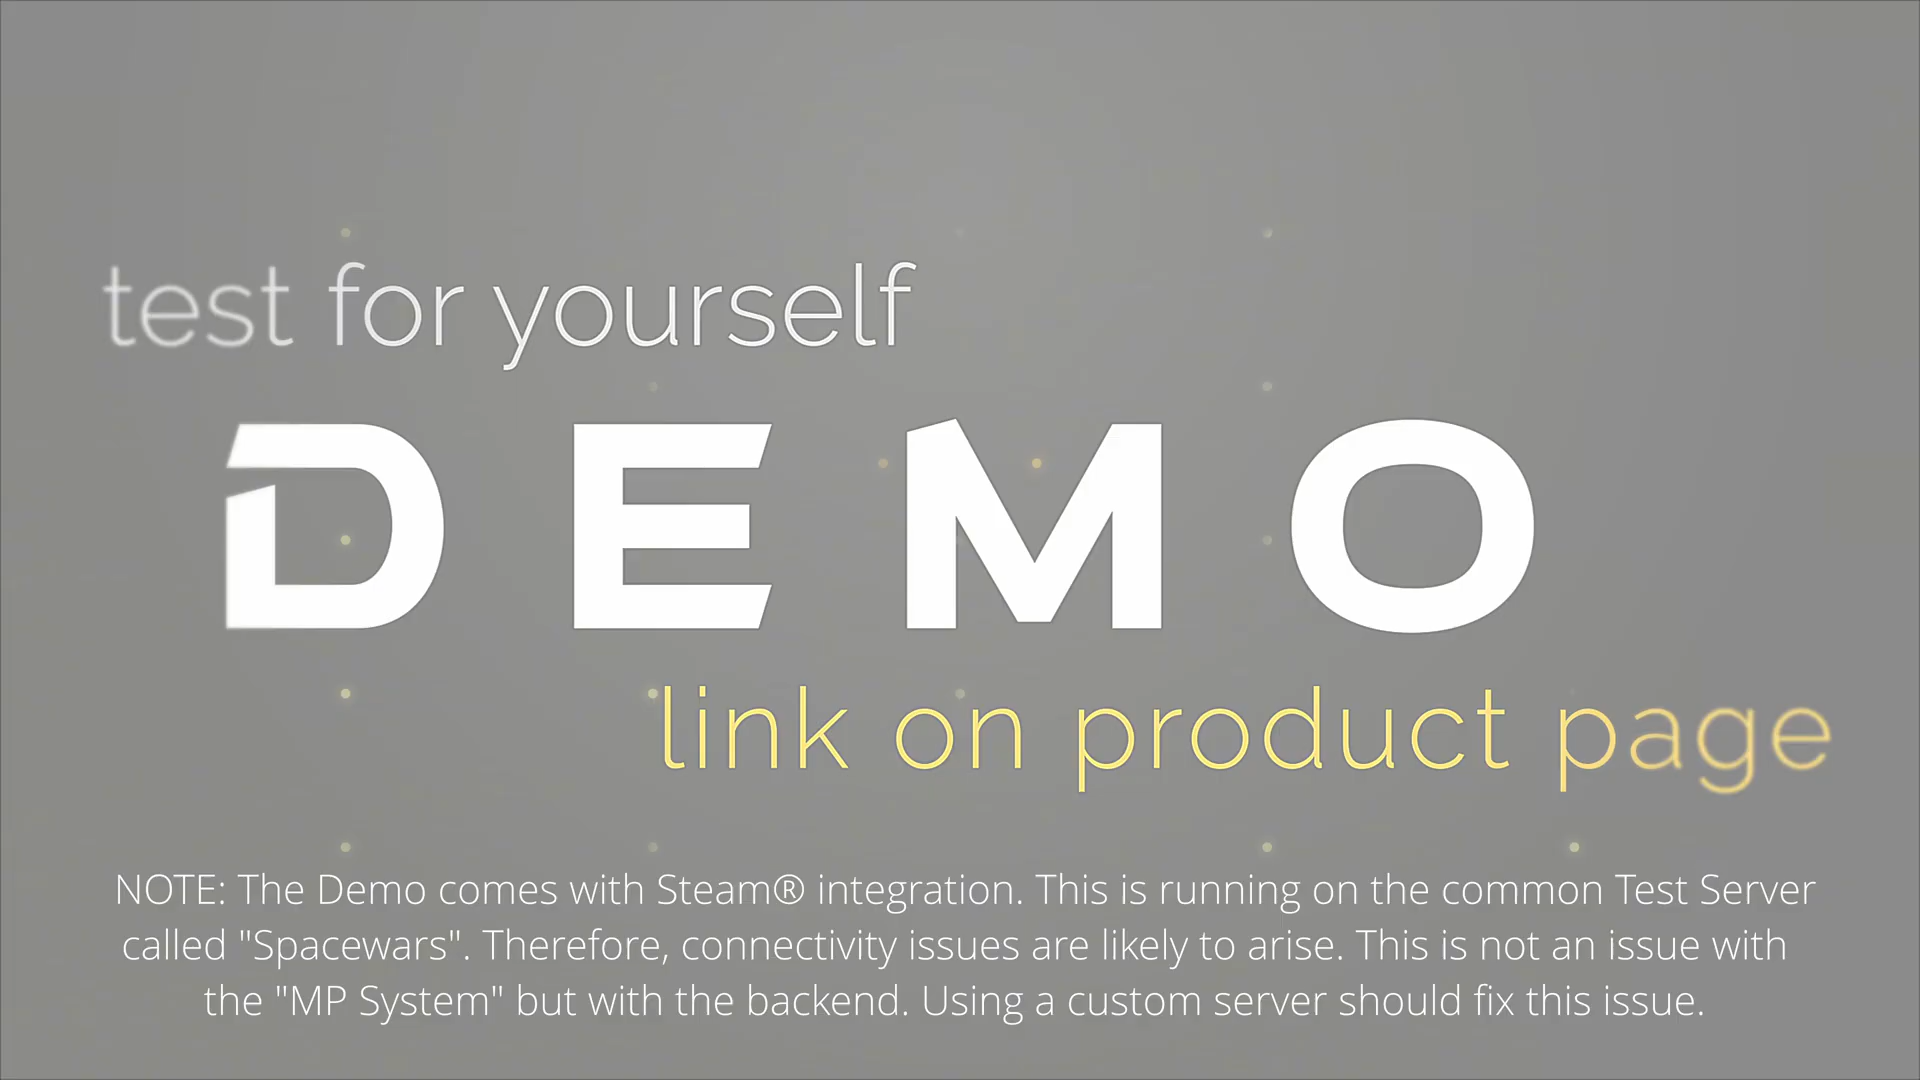 test for yourself
DEMO
link on product page
NOTE: The Demo comes with Steam® integration. This is running on the common Test Server
called "Spacewars". Therefore, connectivity issues are likely to arise. This is not an issue with
the "MP System" but with the backend. Using a custom server should fix this issue.